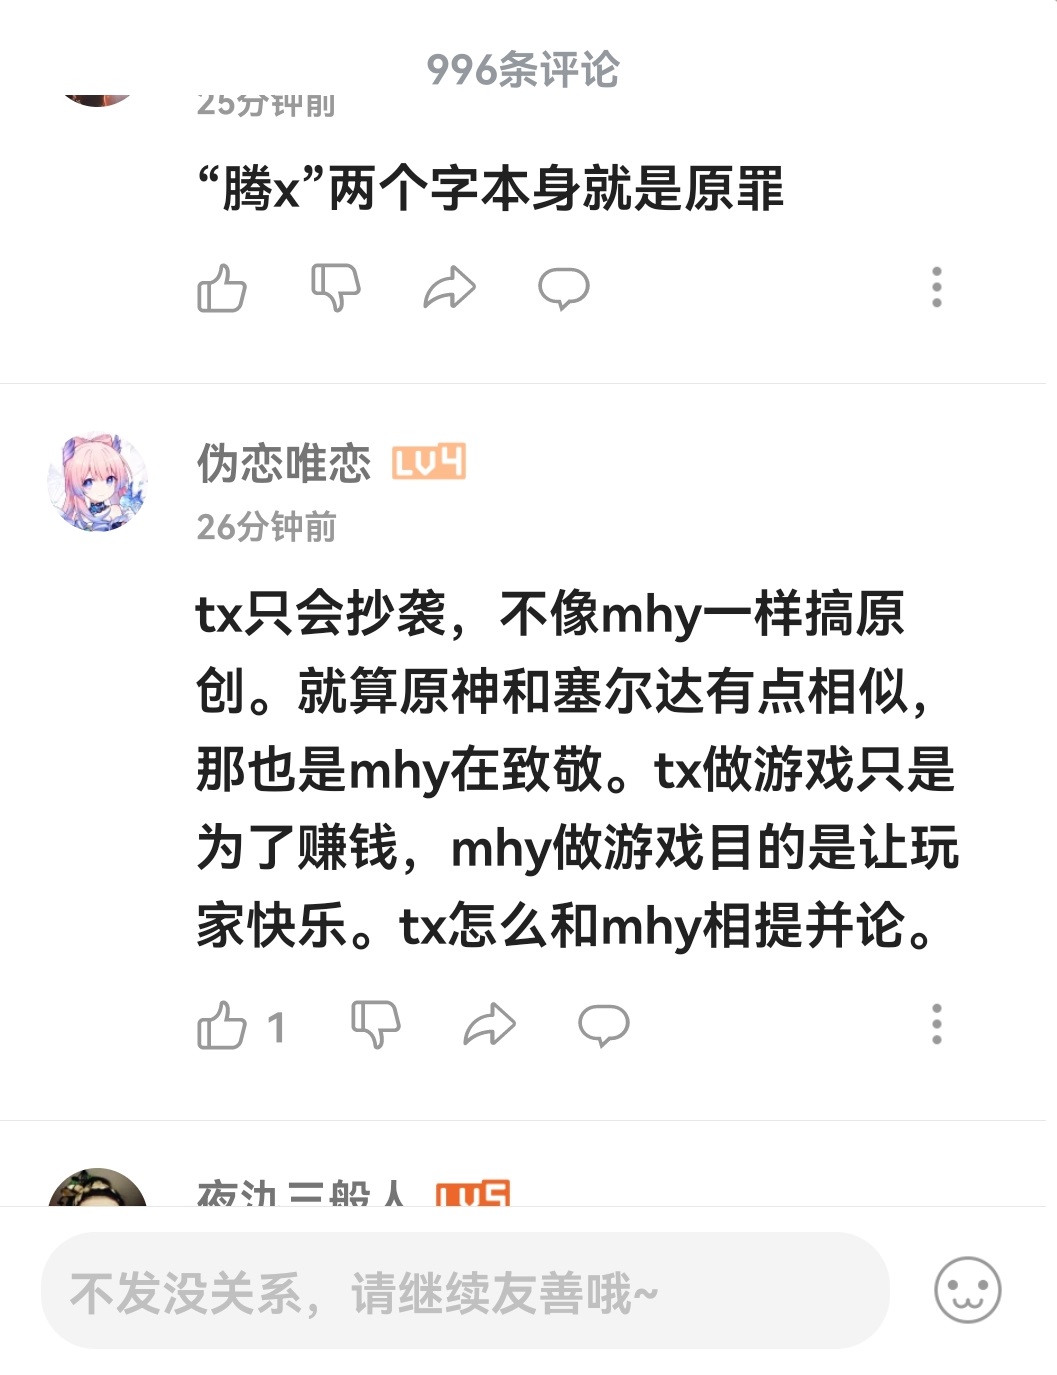 996条评论
25分钟前
“腾x”两个字本身就是原罪
伪恋唯恋 LV4
26分钟前
tx只会抄袭，不像mhy一样搞原
创。就算原神和塞尔达有点相似，
那也是mhy在致敬。tx做游戏只是
为了赚钱，mhy做游戏目的是让玩
家快乐。tx怎么和mhy相提并论。
1
夜氿三般人 LV5
不发没关系，请继续友善哦~